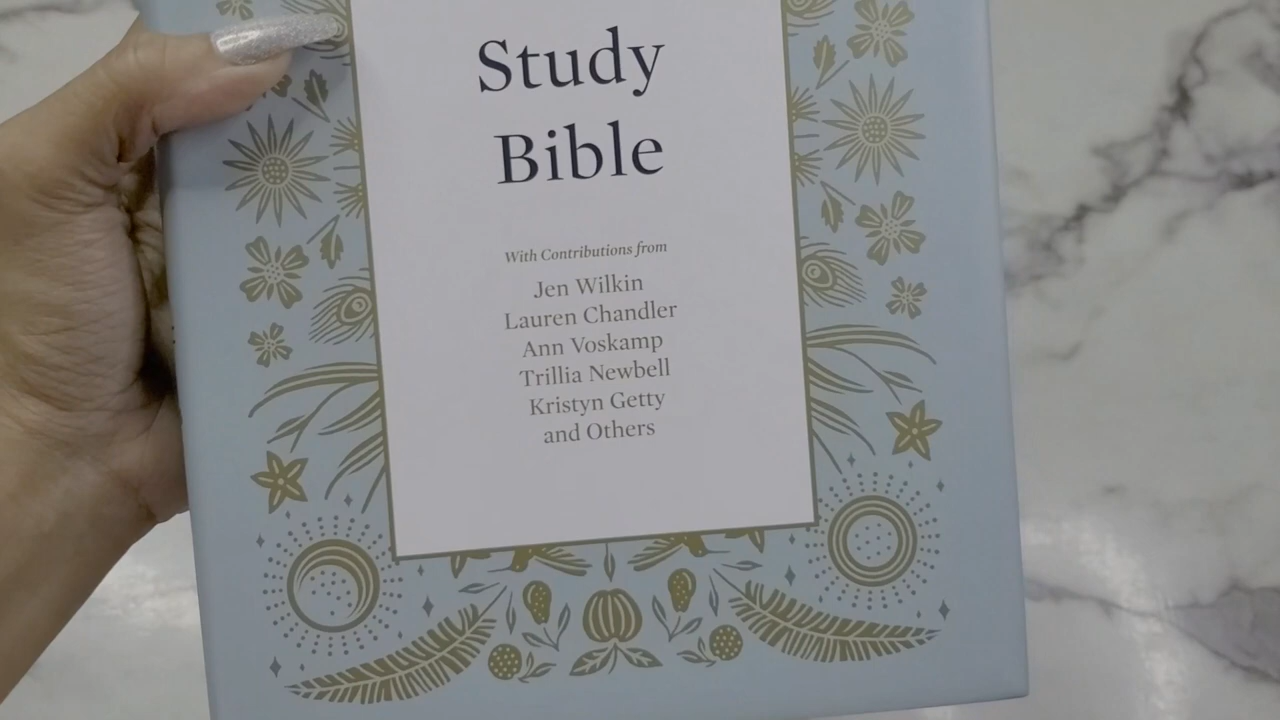 Study
Bible
With Contributions from
Jen Wilkin
Lauren Chandler
Ann Voskamp
Trillia Newbell
Kristyn Getty
and Others